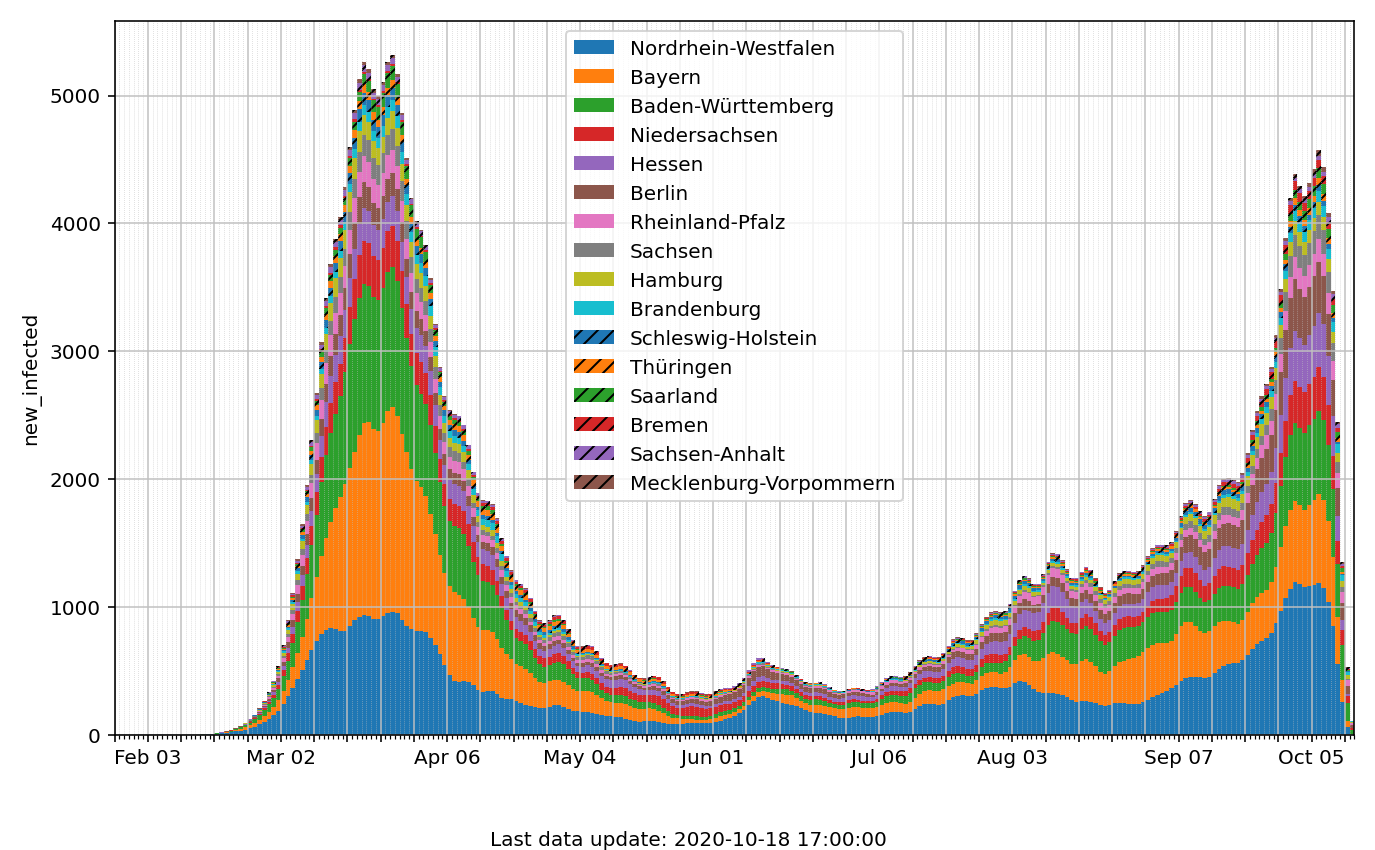 5000
4000
3000
2000
1000
0
new_infected
Nordrhein-Westfalen
Bayern
Baden-Württemberg
Niedersachsen
Hessen
Berlin
Rheinland-Pfalz
Sachsen
Hamburg
Brandenburg
Schleswig-Holstein
Thüringen
Saarland
Bremen
Sachsen-Anhalt
Mecklenburg-Vorpommern
Feb 03 Mar 02 Apr 06 May 04 Jun 01 Jul 06 Aug 03 Sep 07 Oct 05
Last data update: 2020-10-18 17:00:00